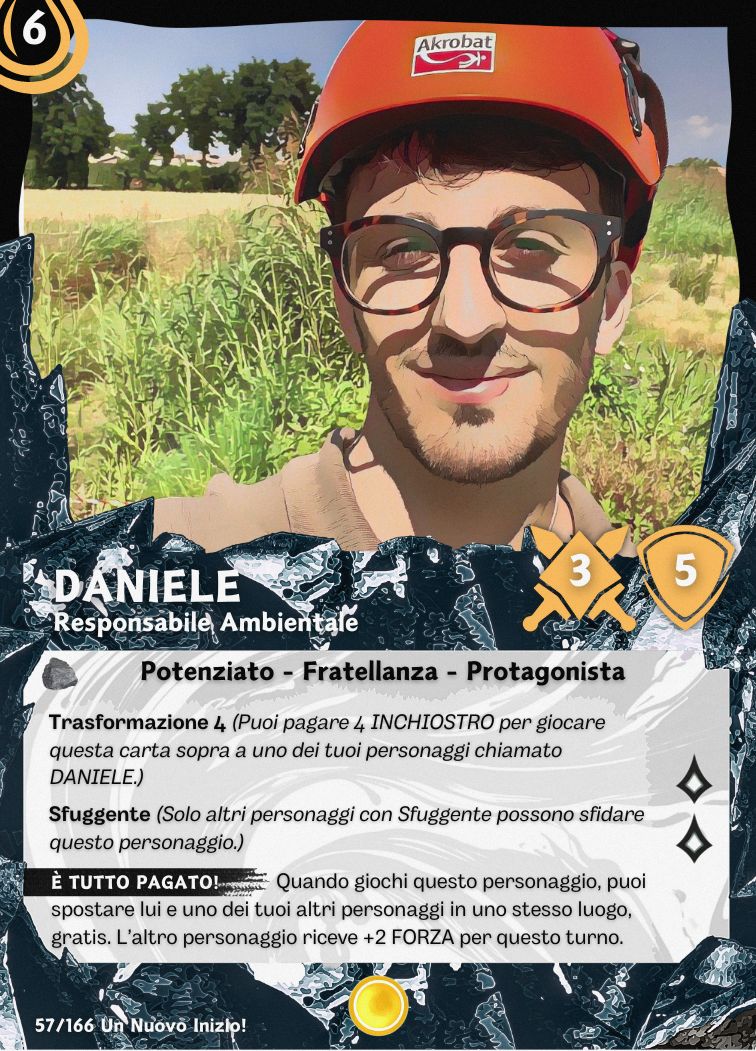 6
Akrobat
DANIELE
Responsabile Ambientale
3
5
Potenziato - Fratellanza - Protagonista
Trasformazione 4 (Puoi pagare 4 INCHIOSTRO per giocare
questa carta sopra a uno dei tuoi personaggi chiamato
DANIELE.)
Sfuggente (Solo altri personaggi con Sfuggente possono sfidare
questo personaggio.)
È TUTTO PAGATO! Quando giochi questo personaggio, puoi
spostare lui e uno dei tuoi altri personaggi in uno stesso luogo,
gratis. L'altro personaggio riceve +2 FORZA per questo turno.
57/166 Un Nuovo Inizio!